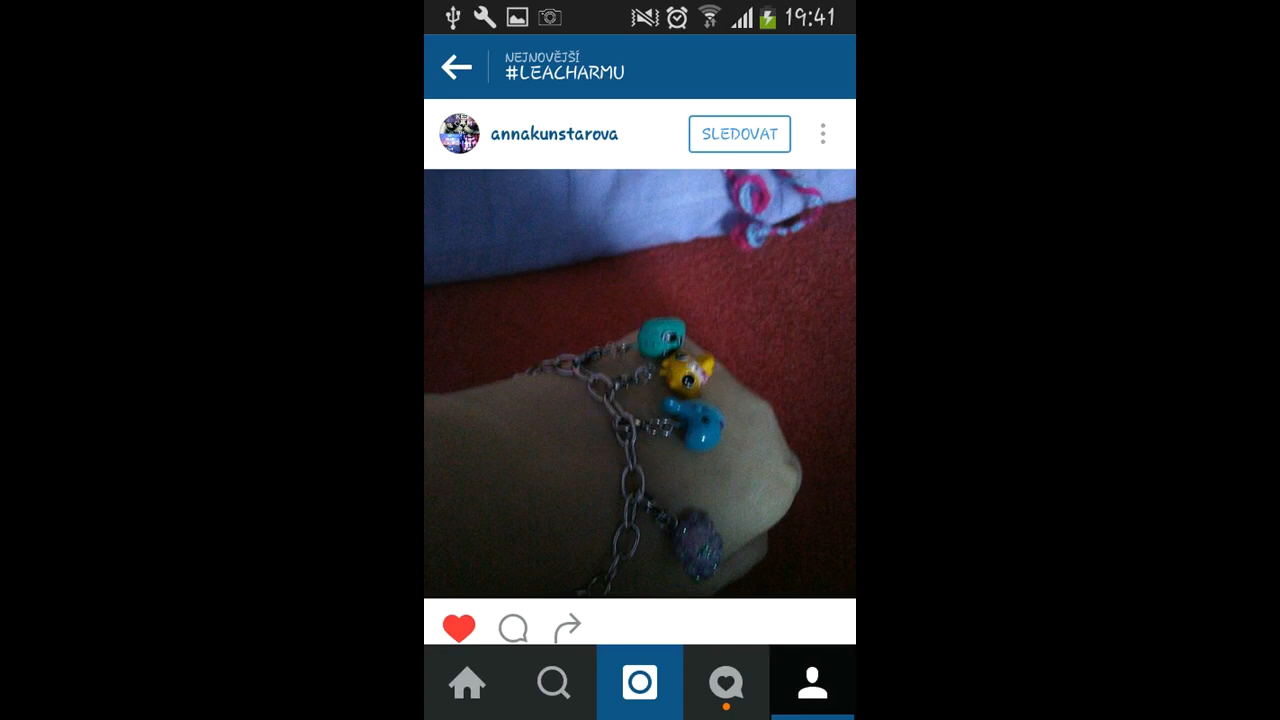 19:41
NEJNOVĚJŠÍ
#LEACHARMU
annakunstarova
SLEDOVAT